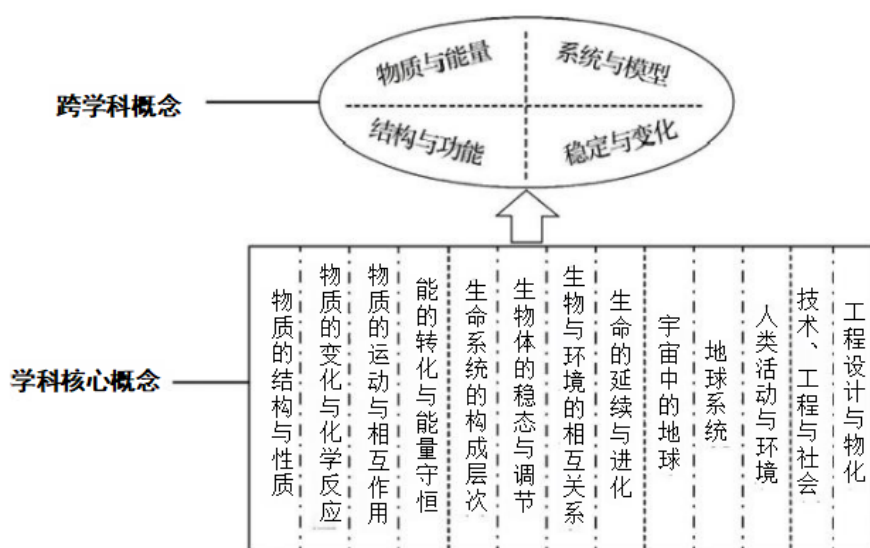 物质与能量
系统与模型
跨学科概念
结构与功能
稳定与变化
物质的结构与性质
物质的变化与化学反应
物质的运动与相互作用
能的转化与能量守恒
生命系统的构成层次
生物体的稳态与调节
生物与环境的相互关系
生命的延续与进化
宇宙中的地球
地球系统
人类活动与环境
技术、工程与社会
工程设计与物化
学科核心概念